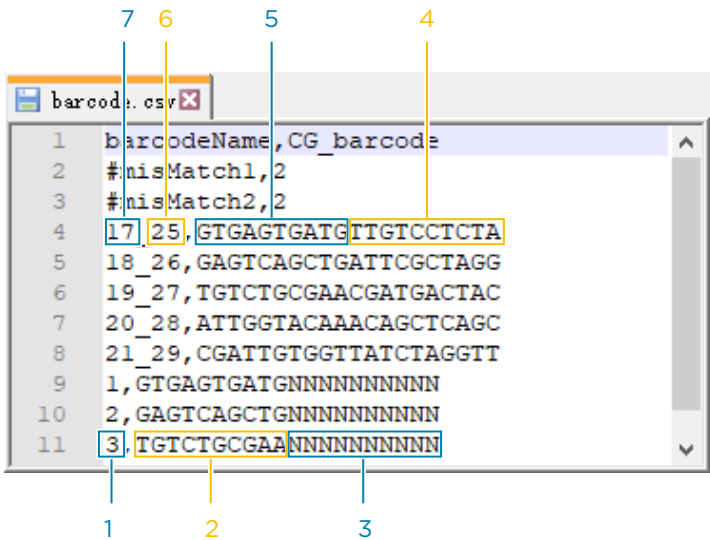 7 6 5 4
barcode.csv
1 barcodeName,CG_barcode
2 #misMatch1,2
3 #misMatch2,2
4 17_25,GTGAGTGATGTTGTCCTCTA
5 18_26,GAGTCAGCTGATTCGCTAGG
6 19_27,TGTCTGCGAACGATGACTAC
7 20_28,ATTGGTACAAACAGCTCAGC
8 21_29,CGATTGTGGTTATCTAGGTT
9 1,GTGAGTGATGNNNNNNNNNN
10 2,GAGTCAGCTGNNNNNNNNNN
11 3,TGTCTGCGAANNNNNNNNNN
1 2 3